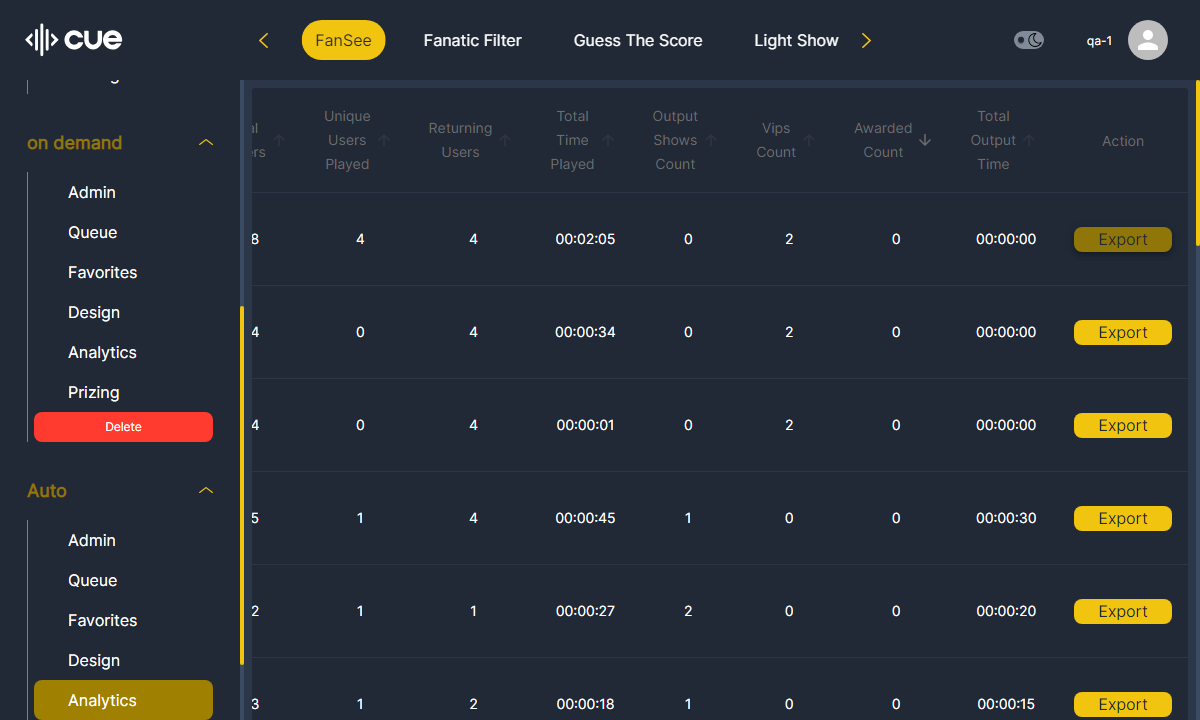 cue
FanSee
Fanatic Filter
Guess The Score
Light Show
qa-1
on demand
Admin
Queue
Favorites
Design
Analytics
Prizing
Delete
Auto
Admin
Queue
Favorites
Design
Analytics
Unique
Users
Played
Returning
Users
Total
Time
Played
Output
Shows
Count
Vips
Count
Awarded
Count
Total
Output
Time
Action
8 4 4 00:02:05 0 2 0 00:00:00 Export
4 0 4 00:00:34 0 2 0 00:00:00 Export
4 0 4 00:00:01 0 2 0 00:00:00 Export
5 1 4 00:00:45 1 0 0 00:00:30 Export
2 1 1 00:00:27 2 0 0 00:00:20 Export
3 1 2 00:00:18 1 0 0 00:00:15 Export